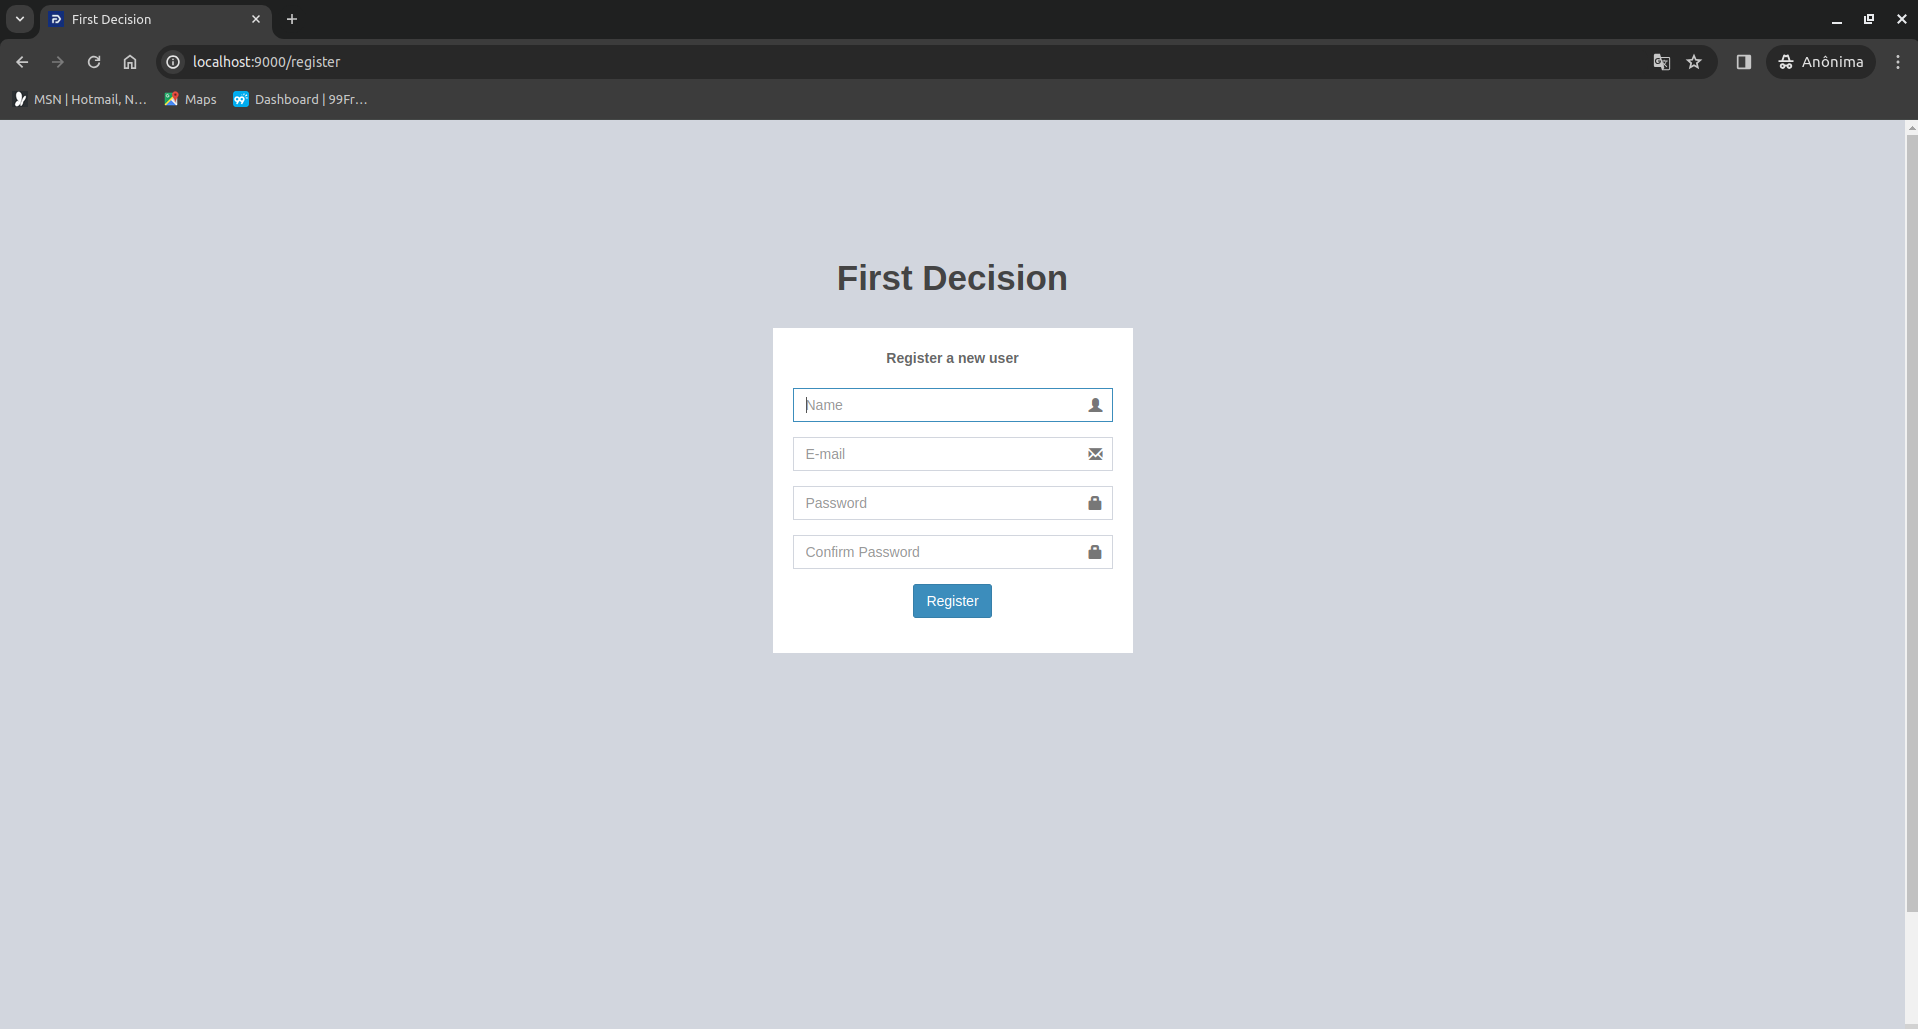 First Decision
localhost:9000/register
Anônima
MSN | Hotmail, N...
Maps
Dashboard | 99Fr...
First Decision
Register a new user
Name
E-mail
Password
Confirm Password
Register